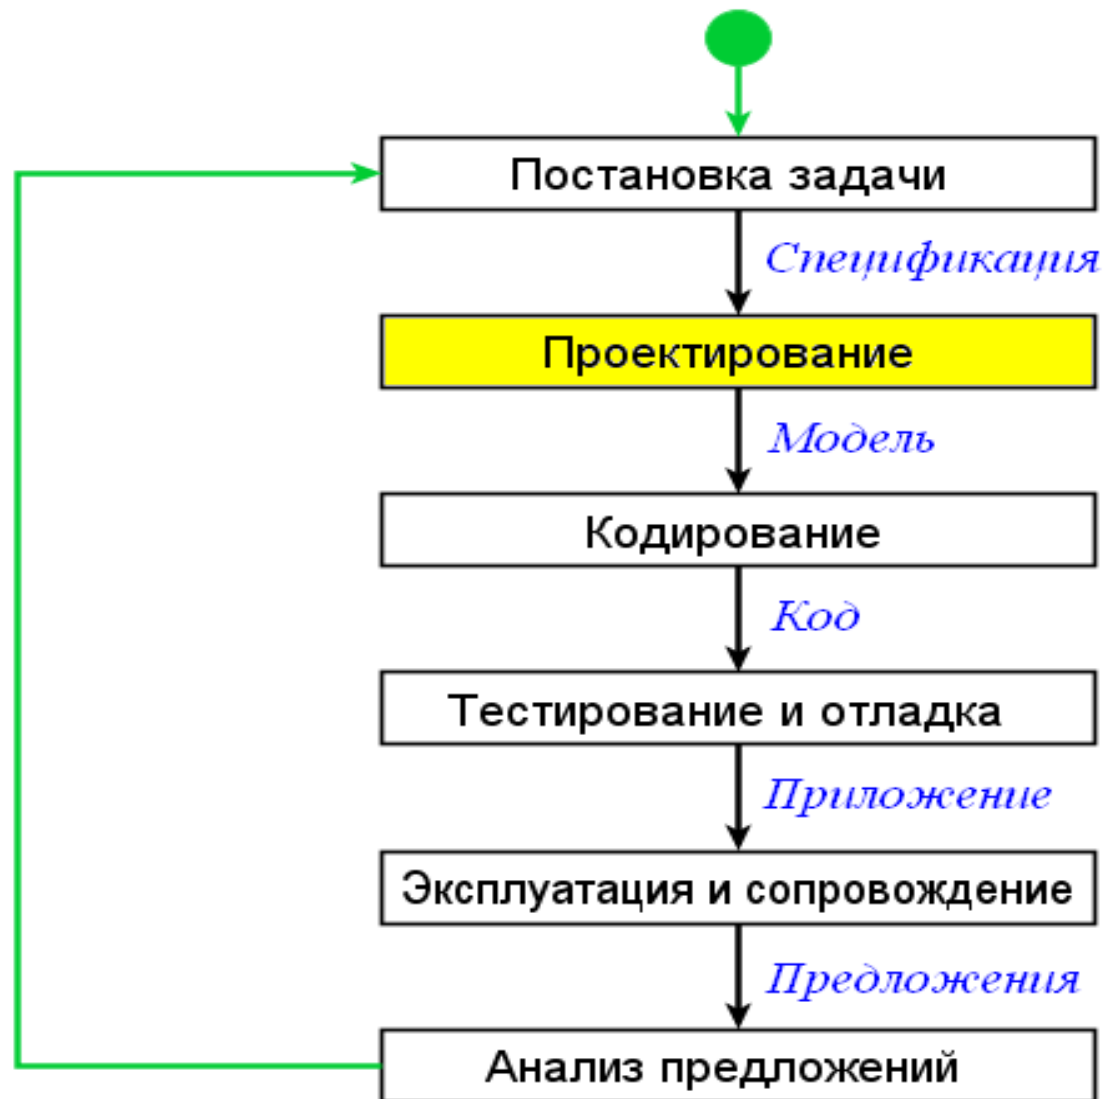 Постановка задачи
Спецификация
Проектирование
Модель
Кодирование
Код
Тестирование и отладка
Приложение
Эксплуатация и сопровождение
Предложения
Анализ предложений